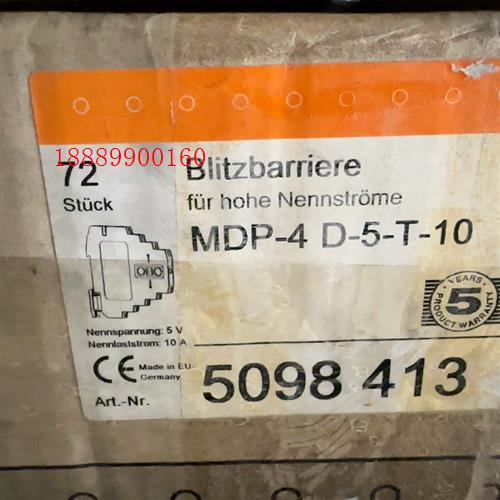 18889900160
72
Stück
Blitzbarriere
für hohe Nennströme
MDP-4 D-5-T-10
OBO
5
YEARS
PRODUCT WARRANTY
Nennspannung: 5 V
Nennlaststrom: 10 A
CE
Made in EU-
Germany
Art.-Nr.
5098 413